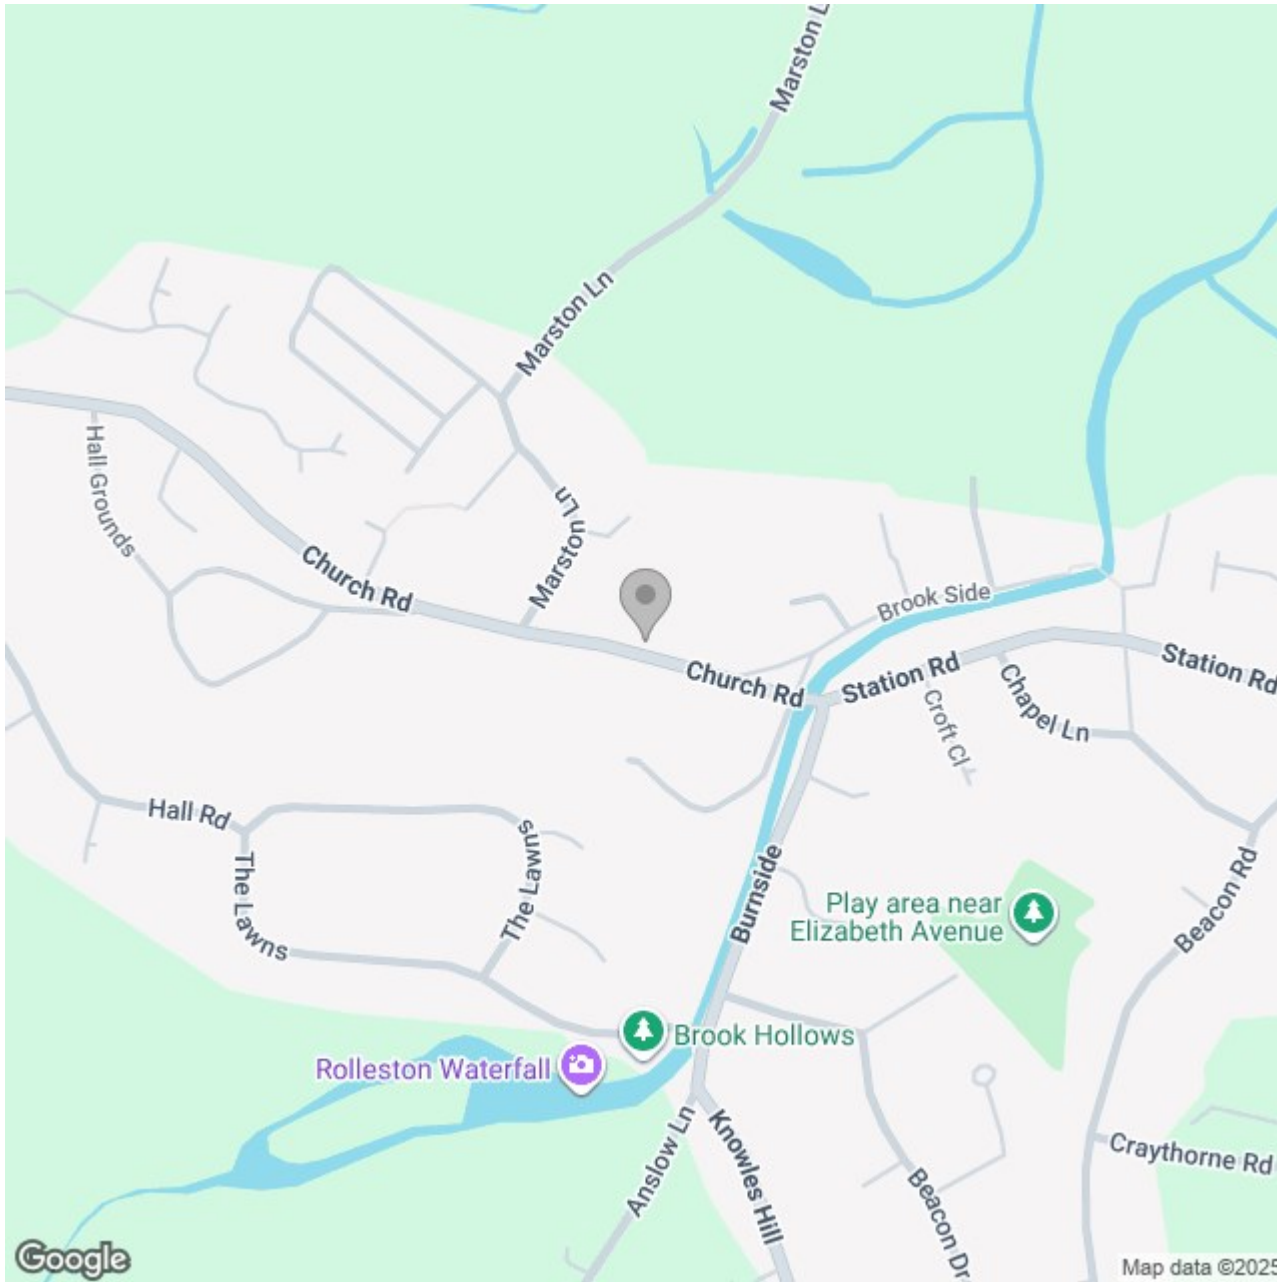 Marston L
Marston Ln
Hall Grounds
Marston Ln
Church Rd
Marston Ln
Brook Side
Church Rd
Station Rd
Station Rd
Croft Cl
Chapel Ln
Hall Rd
The Lawns
The Lawns
Burnside
Play area near
Elizabeth Avenue
Beacon Rd
Brook Hollows
Rolleston Waterfall
Anslow Ln
Knowles Hill
Craythorne Rd
Beacon Dr
Google
Map data ©2025